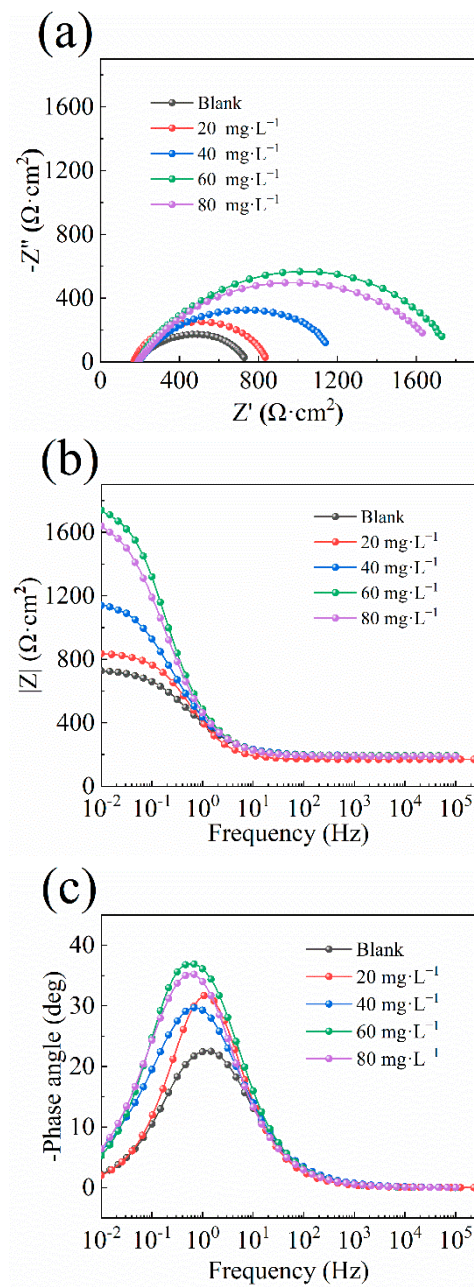 (a)
1600
1200
800
400
0
-Z" (Ω·cm²)
Blank
20 mg·L⁻¹
40 mg·L⁻¹
60 mg·L⁻¹
80 mg·L⁻¹
0 400 800 1200 1600
Z' (Ω·cm²)
(b)
1600
1200
800
400
0
|Z| (Ω·cm²)
Blank
20 mg·L⁻¹
40 mg·L⁻¹
60 mg·L⁻¹
80 mg·L⁻¹
10⁻² 10⁻¹ 10⁰ 10¹ 10² 10³ 10⁴ 10⁵
Frequency (Hz)
(c)
40
30
20
10
0
-Phase angle (deg)
Blank
20 mg·L⁻¹
40 mg·L⁻¹
60 mg·L⁻¹
80 mg·L⁻¹
10⁻² 10⁻¹ 10⁰ 10¹ 10² 10³ 10⁴ 10⁵
Frequency (Hz)